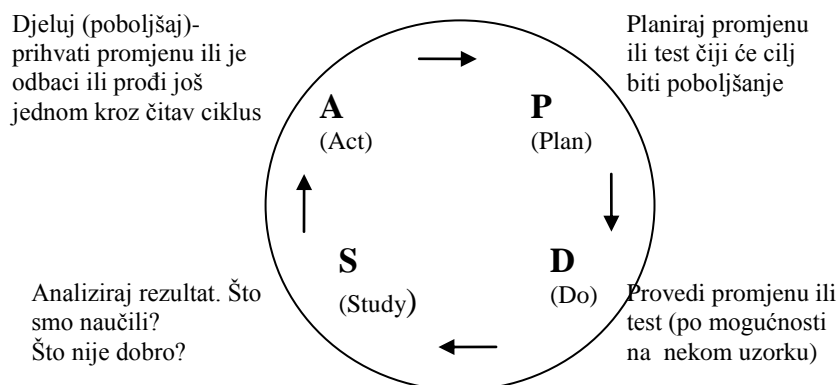 Djeluj (poboljšaj)-
prihvati promjenu ili je
odbaci ili prođi još
jednom kroz čitav ciklus
Planiraj promjenu
ili test čiji će cilj
biti poboljšanje
A
(Act)
P
(Plan)
S
(Study)
D
(Do)
Analiziraj rezultat. Što
smo naučili?
Što nije dobro?
Provedi promjenu ili
test (po mogućnosti
na nekom uzorku)